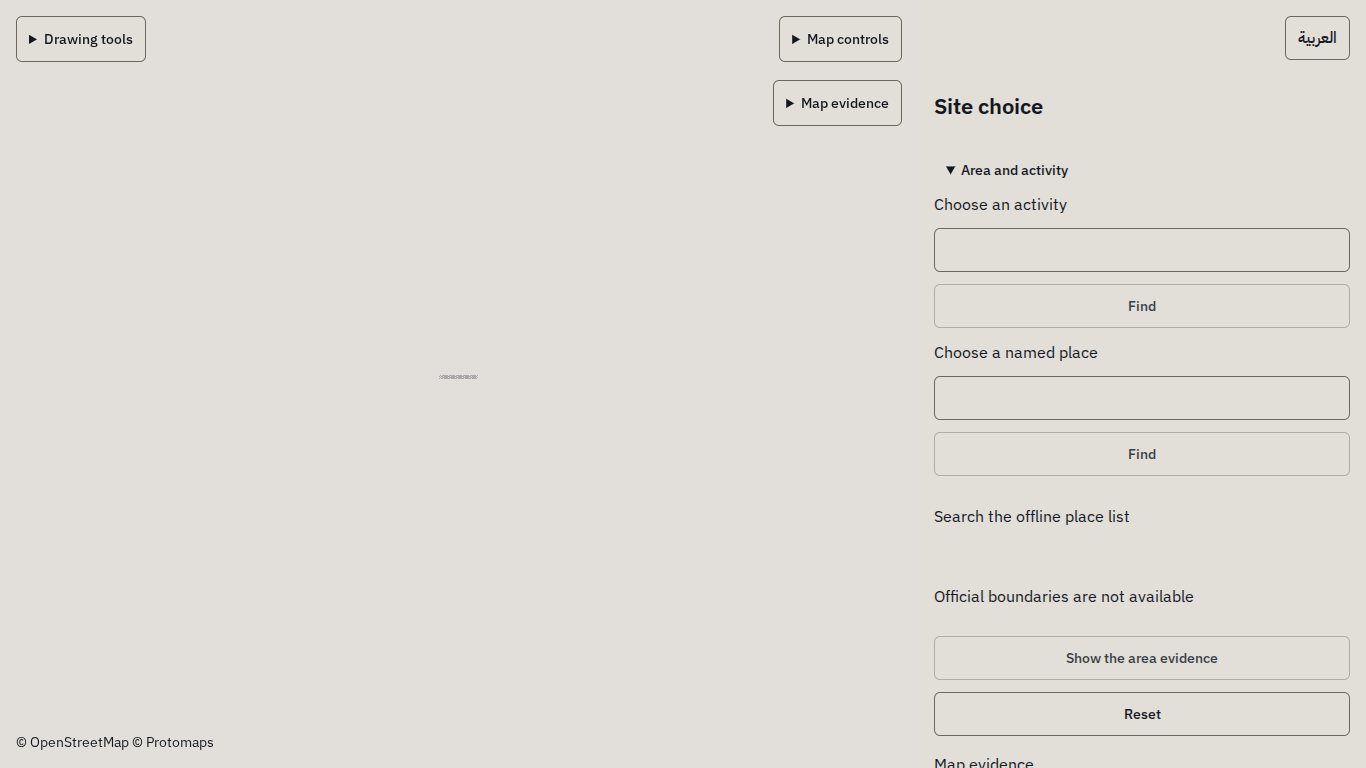 Drawing tools
Map controls
Map evidence
© OpenStreetMap © Protomaps
العربية
Site choice
Area and activity
Choose an activity
Find
Choose a named place
Find
Search the offline place list
Official boundaries are not available
Show the area evidence
Reset
Map evidence